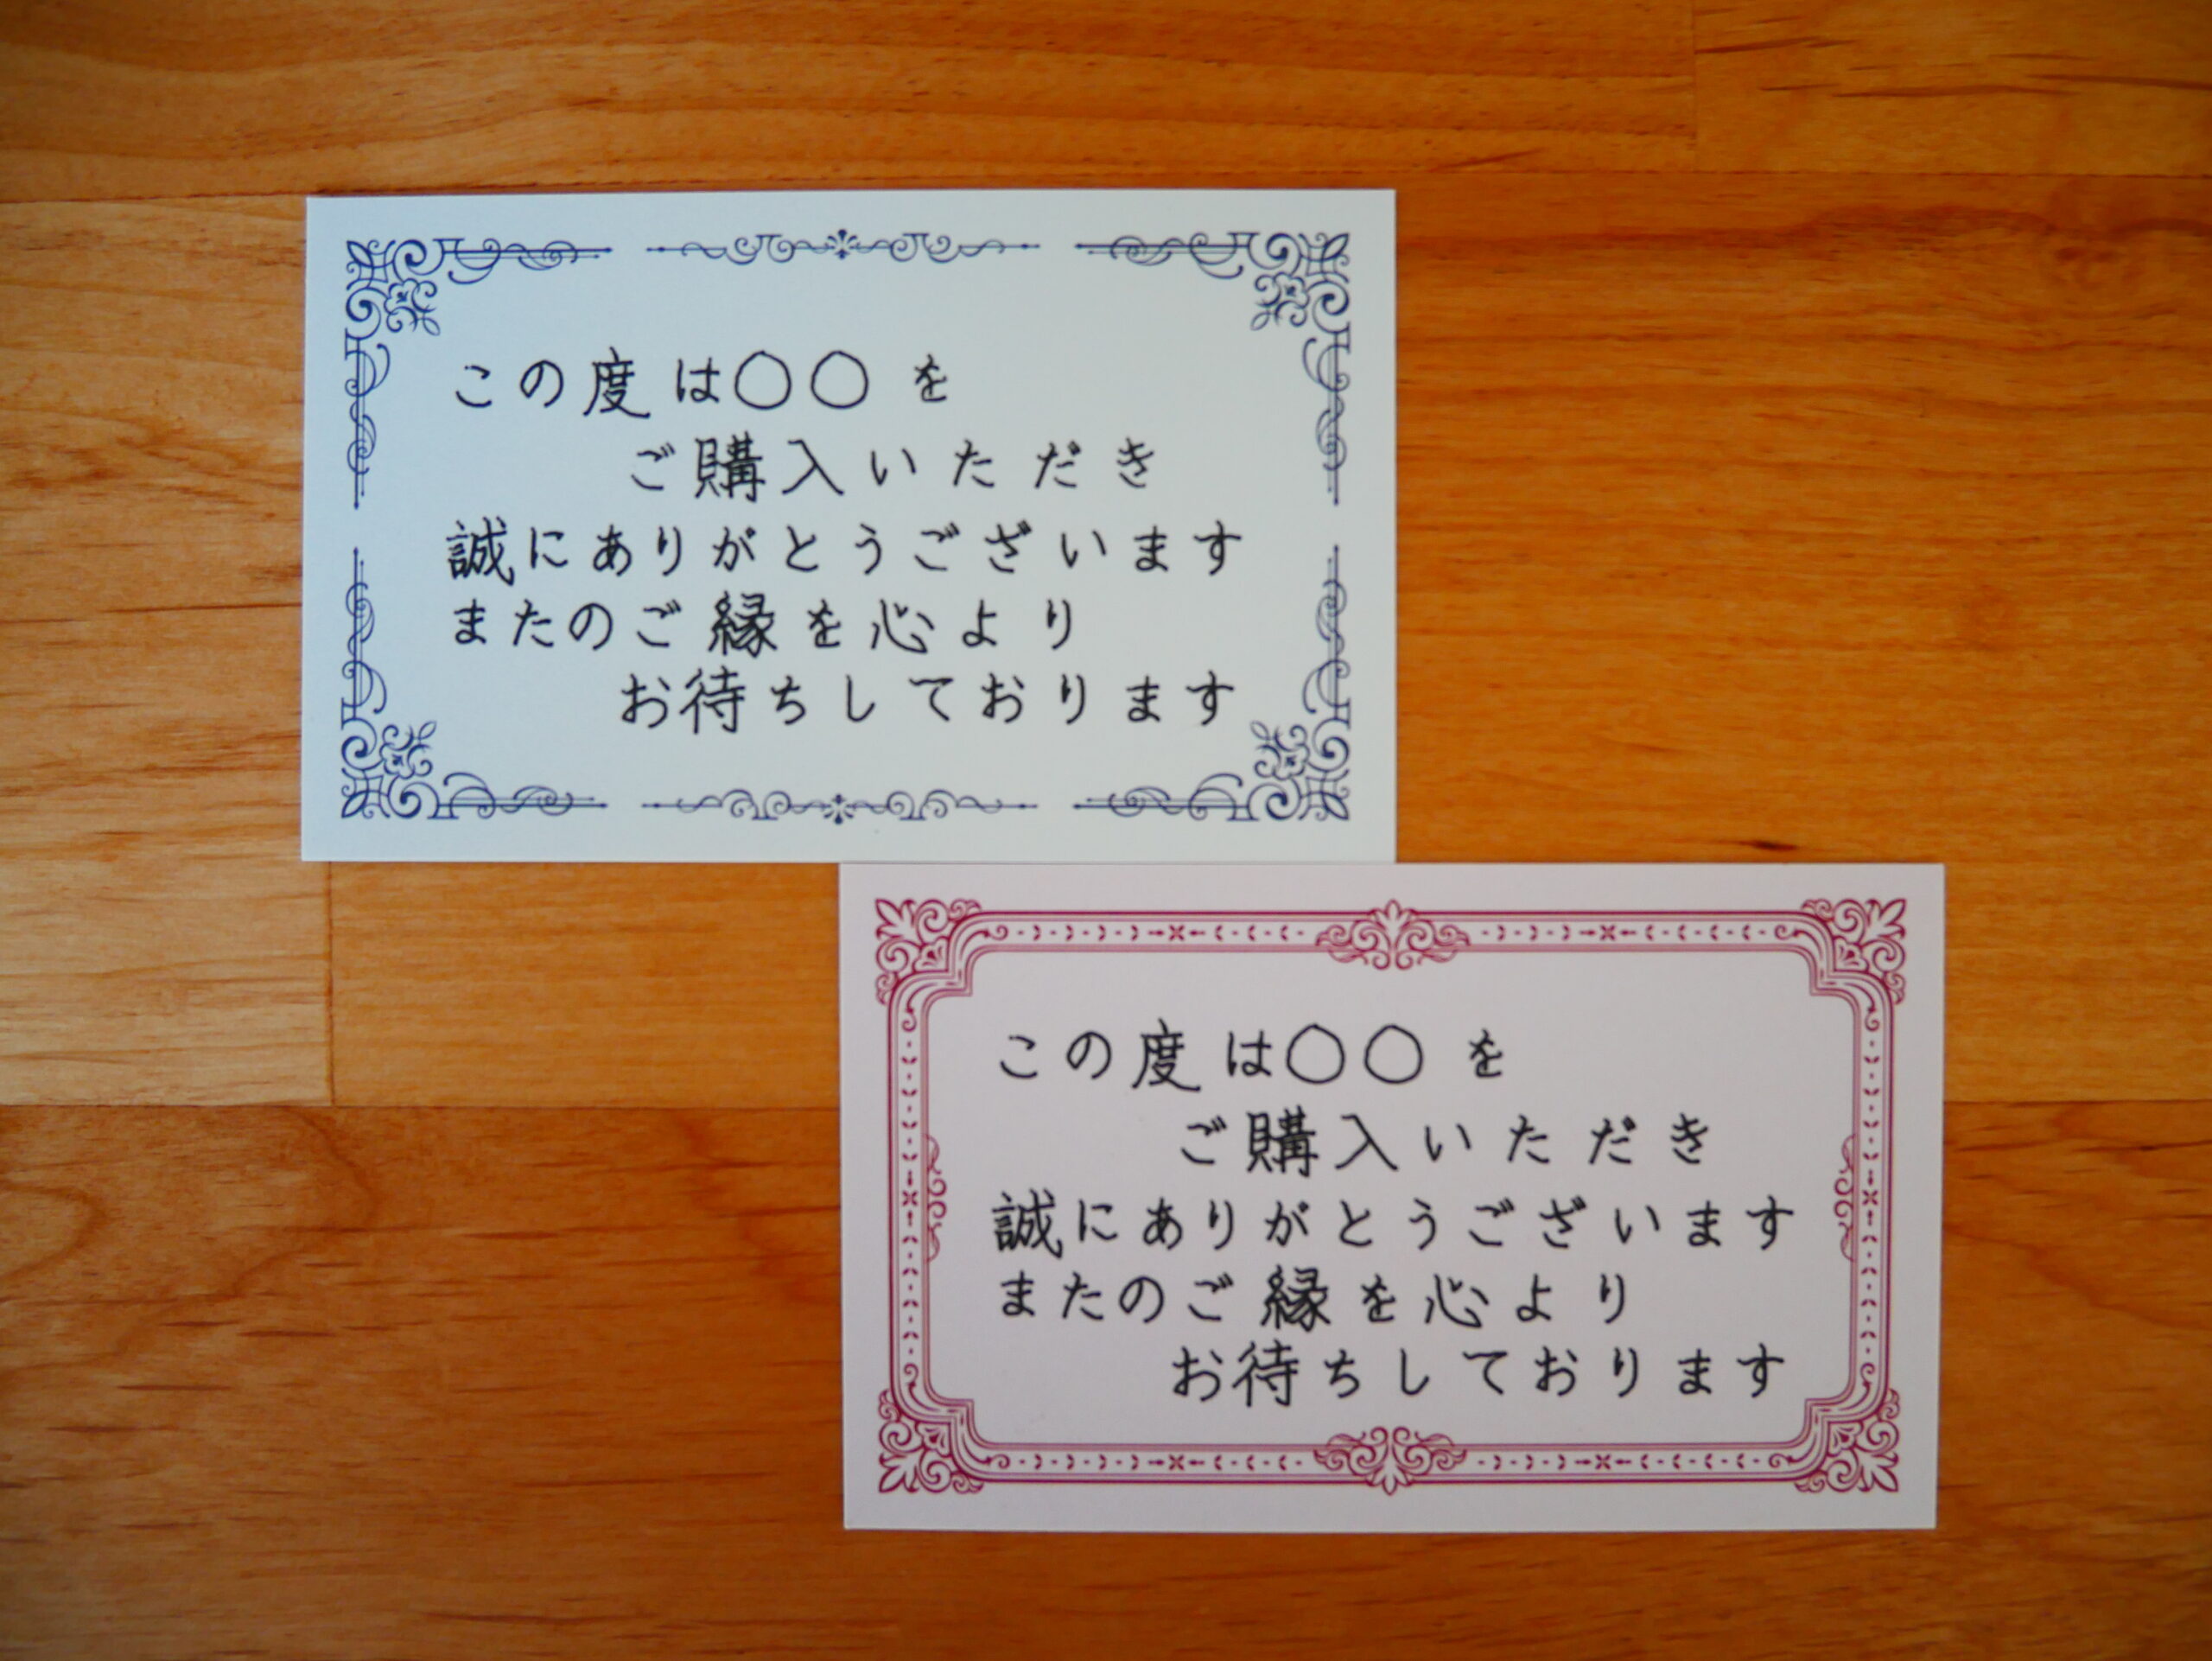 この度は〇〇を
ご購入いただき
誠にありがとうございます
またのご縁を心より
お待ちしております
この度は〇〇を
ご購入いただき
誠にありがとうございます
またのご縁を心より
お待ちしております